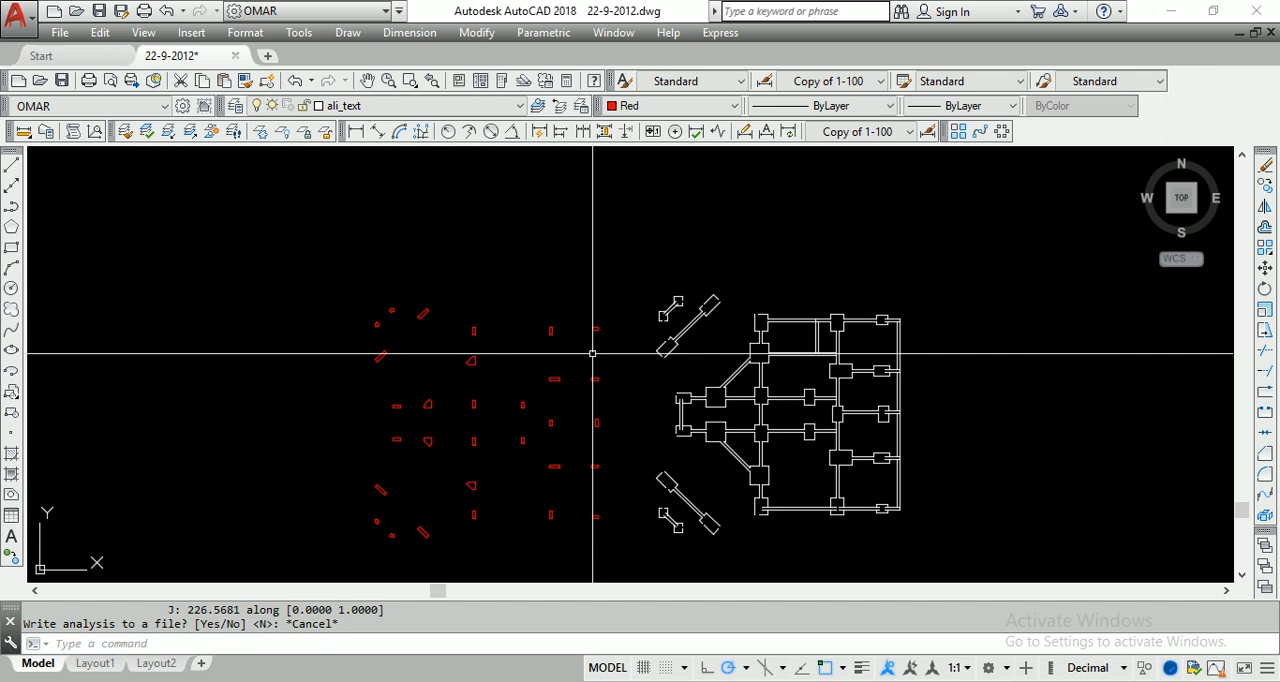 OMAR
Autodesk AutoCAD 2018 22-9-2012.dwg
Type a keyword or phrase
Sign In
File Edit View Insert Format Tools Draw Dimension Modify Parametric Window Help Express
Start 22-9-2012*
Standard Copy of 1-100 Standard Standard
OMAR ali_text Red ByLayer ByLayer ByColor
Copy of 1-100
N
W TOP E
S
WCS
Y
X
J: 226.5681 along [0.0000 1.0000]
Write analysis to a file? [Yes/No] <N>: *Cancel*
Type a command
Activate Windows
Go to Settings to activate Windows.
Model Layout1 Layout2
MODEL 1:1 Decimal